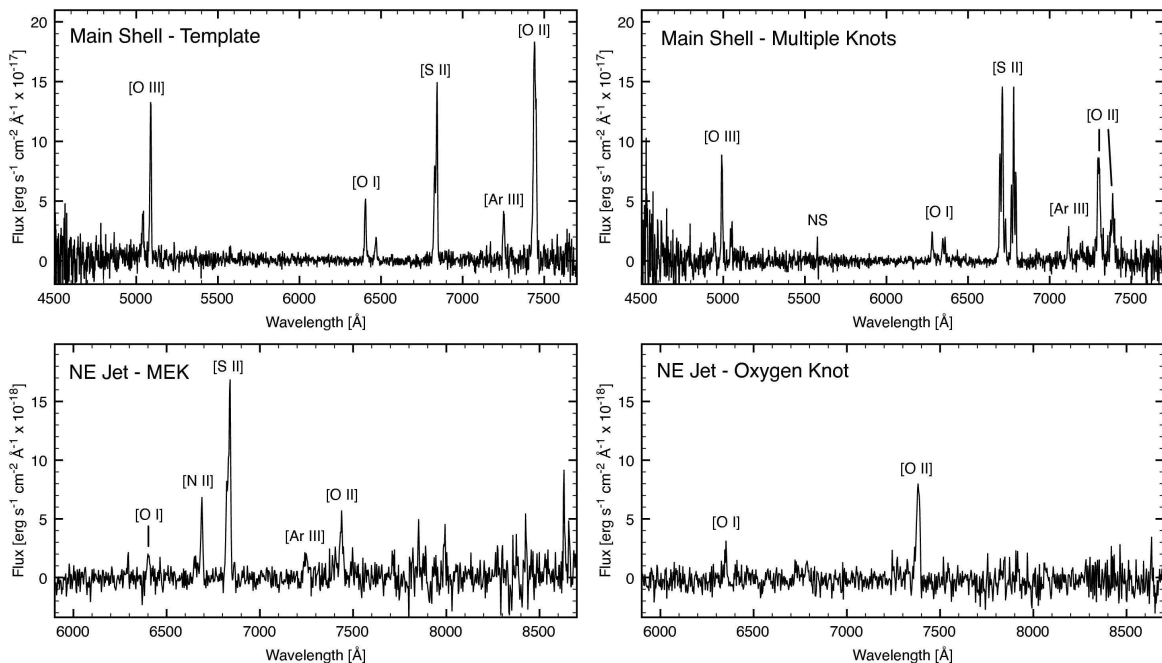 Main Shell - Template
[O III]
[O I]
[S II]
[Ar III]
[O II]
20
15
10
5
0
Flux [erg s⁻¹ cm⁻² Å⁻¹ x 10⁻¹⁷]
4500 5000 5500 6000 6500 7000 7500
Wavelength [Å]
Main Shell - Multiple Knots
[O III]
NS
[O I]
[S II]
[Ar III]
[O II]
20
15
10
5
0
Flux [erg s⁻¹ cm⁻² Å⁻¹ x 10⁻¹⁷]
4500 5000 5500 6000 6500 7000 7500
Wavelength [Å]
NE Jet - MEK
[O I]
[N II]
[S II]
[Ar III]
[O II]
15
10
5
0
Flux [erg s⁻¹ cm⁻² Å⁻¹ x 10⁻¹⁸]
6000 6500 7000 7500 8000 8500
Wavelength [Å]
NE Jet - Oxygen Knot
[O I]
[O II]
15
10
5
0
Flux [erg s⁻¹ cm⁻² Å⁻¹ x 10⁻¹⁸]
6000 6500 7000 7500 8000 8500
Wavelength [Å]